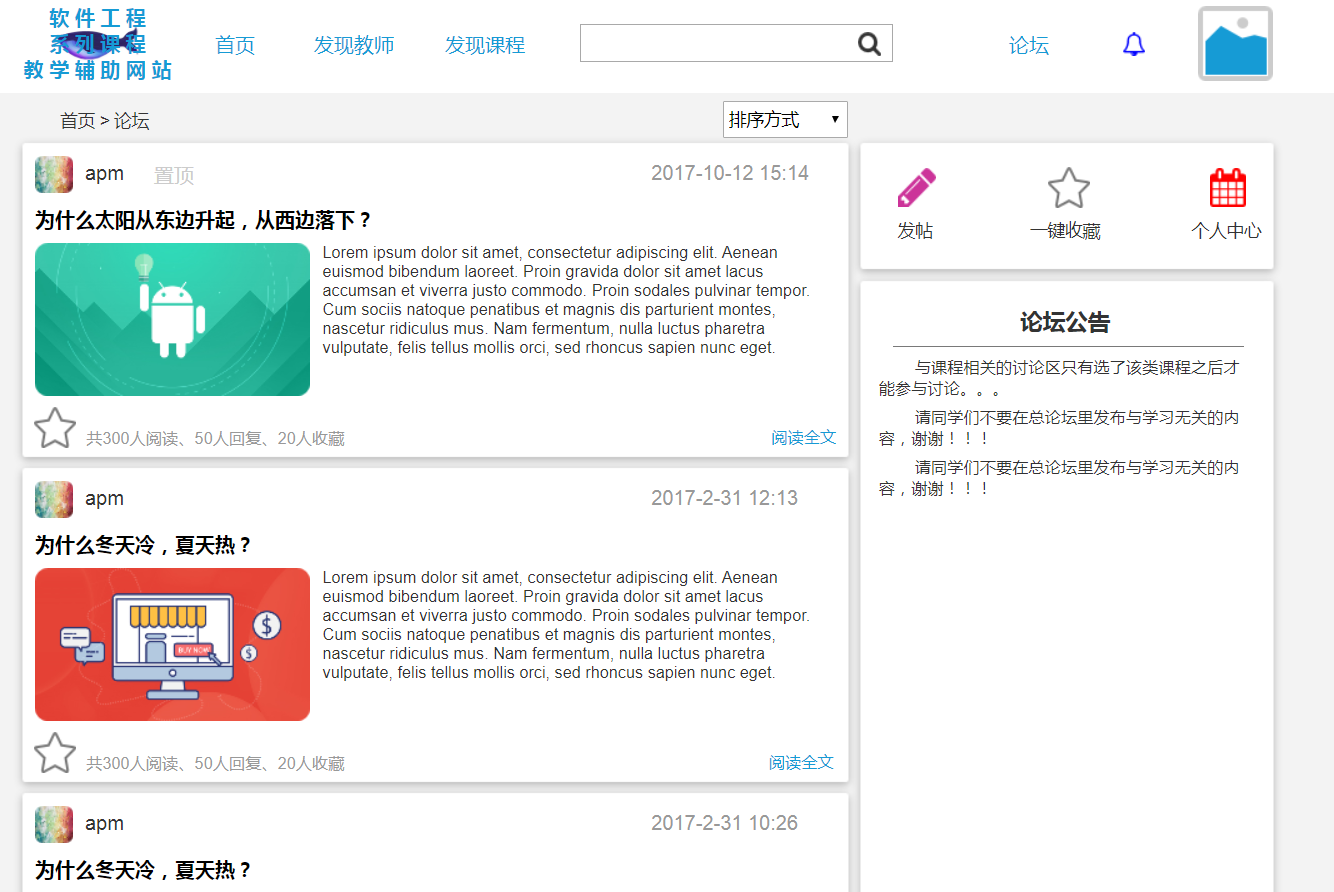 软件工程
系列课程
教学辅助网站
首页
发现教师
发现课程
论坛
首页 > 论坛
排序方式
apm
置顶
2017-10-12 15:14
为什么太阳从东边升起，从西边落下？
Lorem ipsum dolor sit amet, consectetur adipiscing elit. Aenean
euismod bibendum laoreet. Proin gravida dolor sit amet lacus
accumsan et viverra justo commodo. Proin sodales pulvinar tempor.
Cum sociis natoque penatibus et magnis dis parturient montes,
nascetur ridiculus mus. Nam fermentum, nulla luctus pharetra
vulputate, felis tellus mollis orci, sed rhoncus sapien nunc eget.
共300人阅读、50人回复、20人收藏
阅读全文
apm
2017-2-31 12:13
为什么冬天冷，夏天热？
BUY NOW
Lorem ipsum dolor sit amet, consectetur adipiscing elit. Aenean
euismod bibendum laoreet. Proin gravida dolor sit amet lacus
accumsan et viverra justo commodo. Proin sodales pulvinar tempor.
Cum sociis natoque penatibus et magnis dis parturient montes,
nascetur ridiculus mus. Nam fermentum, nulla luctus pharetra
vulputate, felis tellus mollis orci, sed rhoncus sapien nunc eget.
共300人阅读、50人回复、20人收藏
阅读全文
apm
2017-2-31 10:26
为什么冬天冷，夏天热？
发帖
一键收藏
个人中心
论坛公告
与课程相关的讨论区只有选了该类课程之后才
能参与讨论。。。
请同学们不要在总论坛里发布与学习无关的内
容，谢谢！！！
请同学们不要在总论坛里发布与学习无关的内
容，谢谢！！！